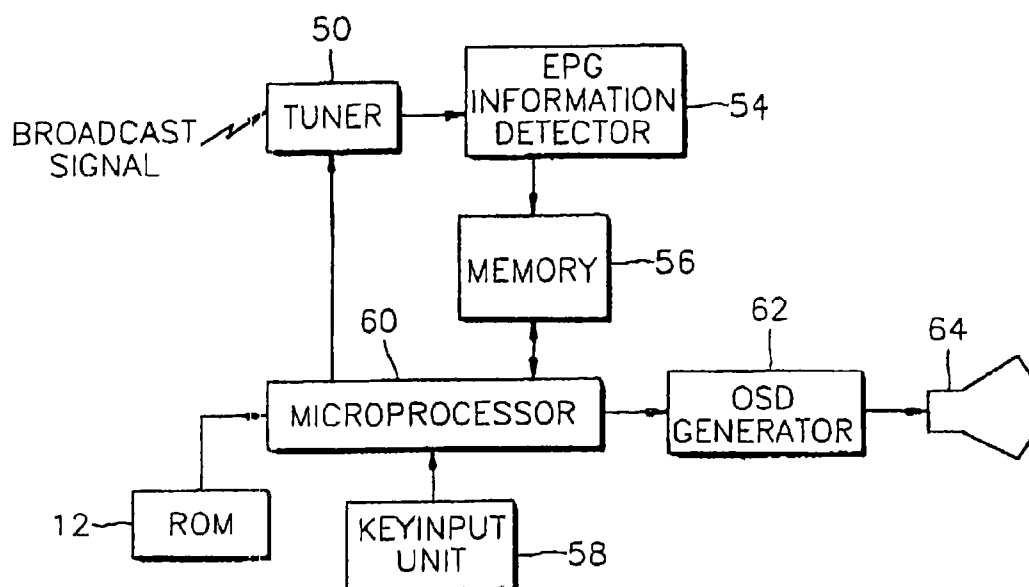 50
EPG
INFORMATION
DETECTOR
54
TUNER
BROADCAST
SIGNAL
MEMORY
56
60
62
64
MICROPROCESSOR
OSD
GENERATOR
12
ROM
KEYINPUT
UNIT
58